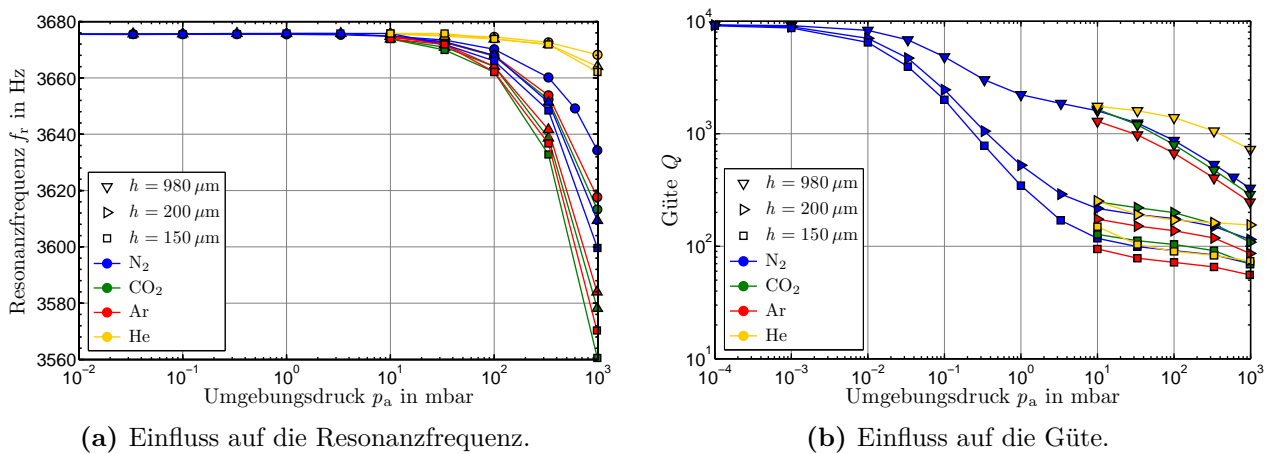 3680
3660
3640
3620
3600
3580
3560
Resonanzfrequenz fᵣ in Hz
h = 980 µm
h = 200 µm
h = 150 µm
N₂
CO₂
Ar
He
10⁻² 10⁻¹ 10⁰ 10¹ 10² 10³
Umgebungsdruck pₐ in mbar
(a) Einfluss auf die Resonanzfrequenz.
10⁴
10³
10²
10¹
Güte Q
h = 980 µm
h = 200 µm
h = 150 µm
N₂
CO₂
Ar
He
10⁻⁴ 10⁻³ 10⁻² 10⁻¹ 10⁰ 10¹ 10² 10³
Umgebungsdruck pₐ in mbar
(b) Einfluss auf die Güte.